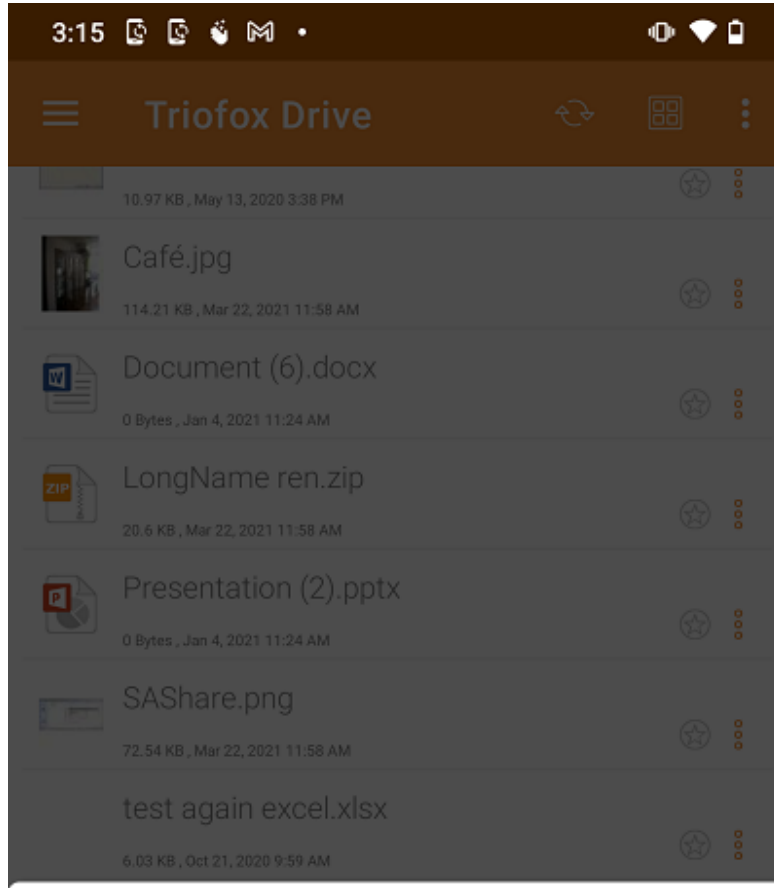 3:15
Triofox Drive
10.97 KB , May 13, 2020 3:38 PM
Café.jpg
114.21 KB , Mar 22, 2021 11:58 AM
W
Document (6).docx
0 Bytes , Jan 4, 2021 11:24 AM
ZIP
LongName ren.zip
20.6 KB , Mar 22, 2021 11:58 AM
P
Presentation (2).pptx
0 Bytes , Jan 4, 2021 11:24 AM
SAShare.png
72.54 KB , Mar 22, 2021 11:58 AM
test again excel.xlsx
6.03 KB , Oct 21, 2020 9:59 AM